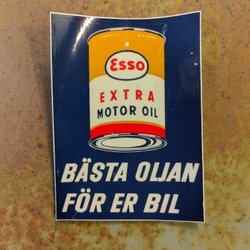 Esso
EXTRA
MOTOR OIL
BÄSTA OLJAN
FÖR ER BIL